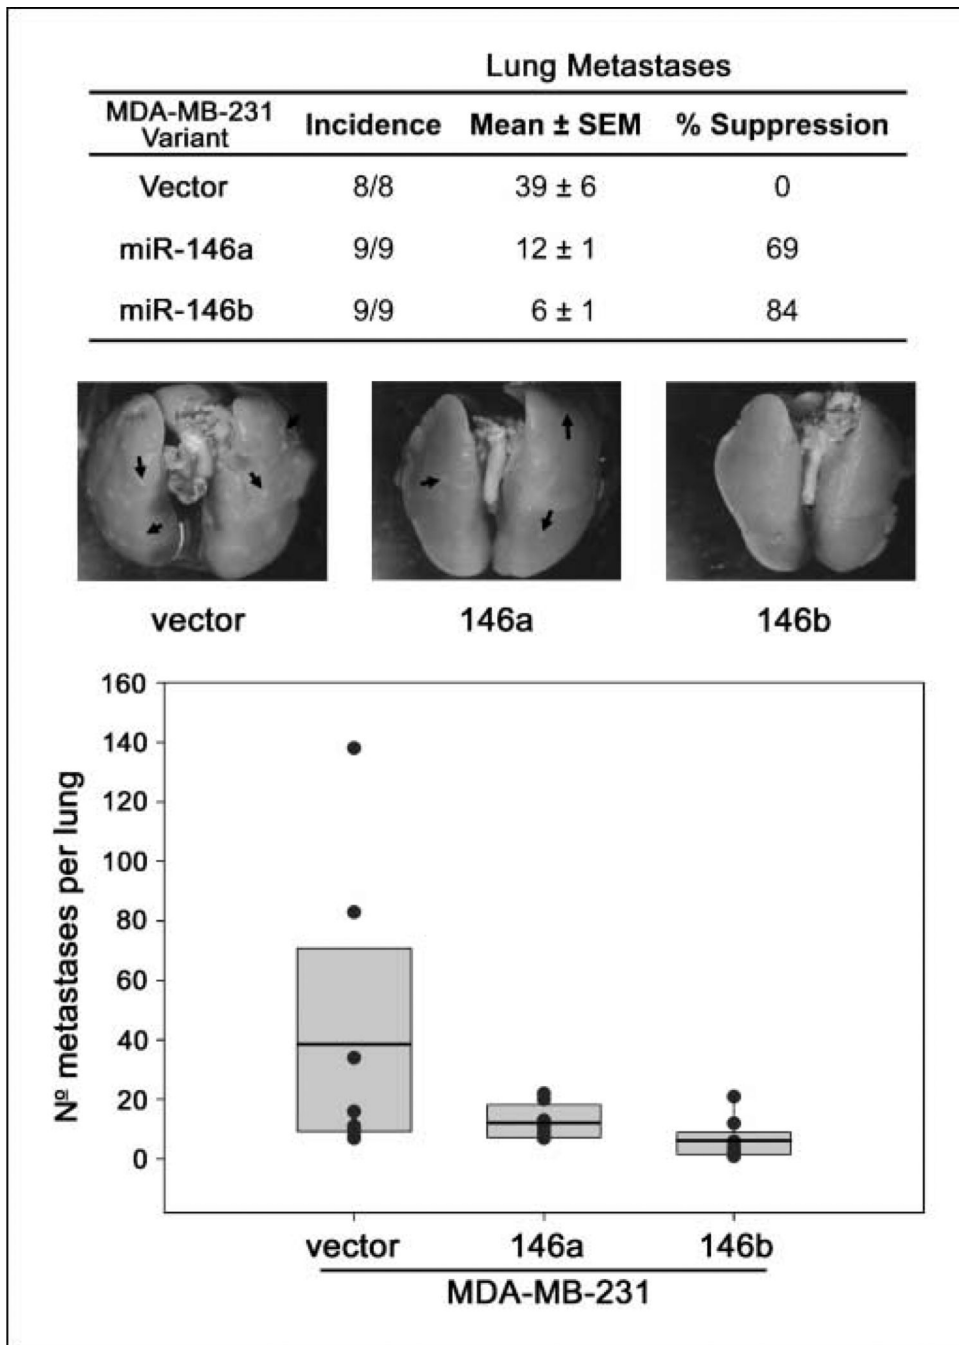 Lung Metastases
MDA-MB-231 Variant Incidence Mean ± SEM % Suppression
Vector 8/8 39 ± 6 0
miR-146a 9/9 12 ± 1 69
miR-146b 9/9 6 ± 1 84
vector 146a 146b
Nº metastases per lung
160
140
120
100
80
60
40
20
0
vector 146a 146b
MDA-MB-231